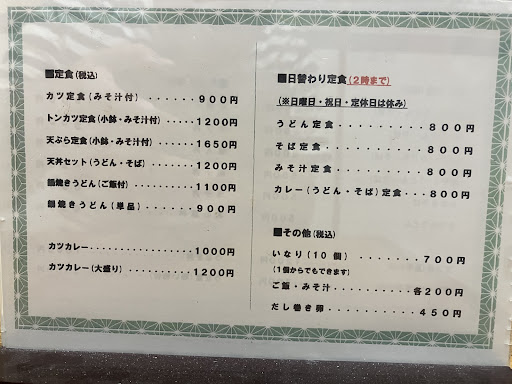 ■定食(税込)
カツ定食(みそ汁付)......900円
トンカツ定食(小鉢・みそ汁付).....1200円
天ぷら定食(小鉢・みそ汁付).....1650円
天丼セット(うどん・そば)........1200円
鍋焼きうどん(ご飯付).........1100円
鍋焼きうどん(単品).........900円
カツカレー...............1000円
カツカレー(大盛り)..........1200円
■日替わり定食(2時まで)
(※日曜日・祝日・定休日は休み)
うどん定食.........800円
そば定食..........800円
みそ汁定食.........800円
カレー(うどん・そば)定食...800円
■その他(税込)
いなり(10個).......700円
(1個からでもできます)
ご飯・みそ汁..........各200円
だし巻き卵..........450円